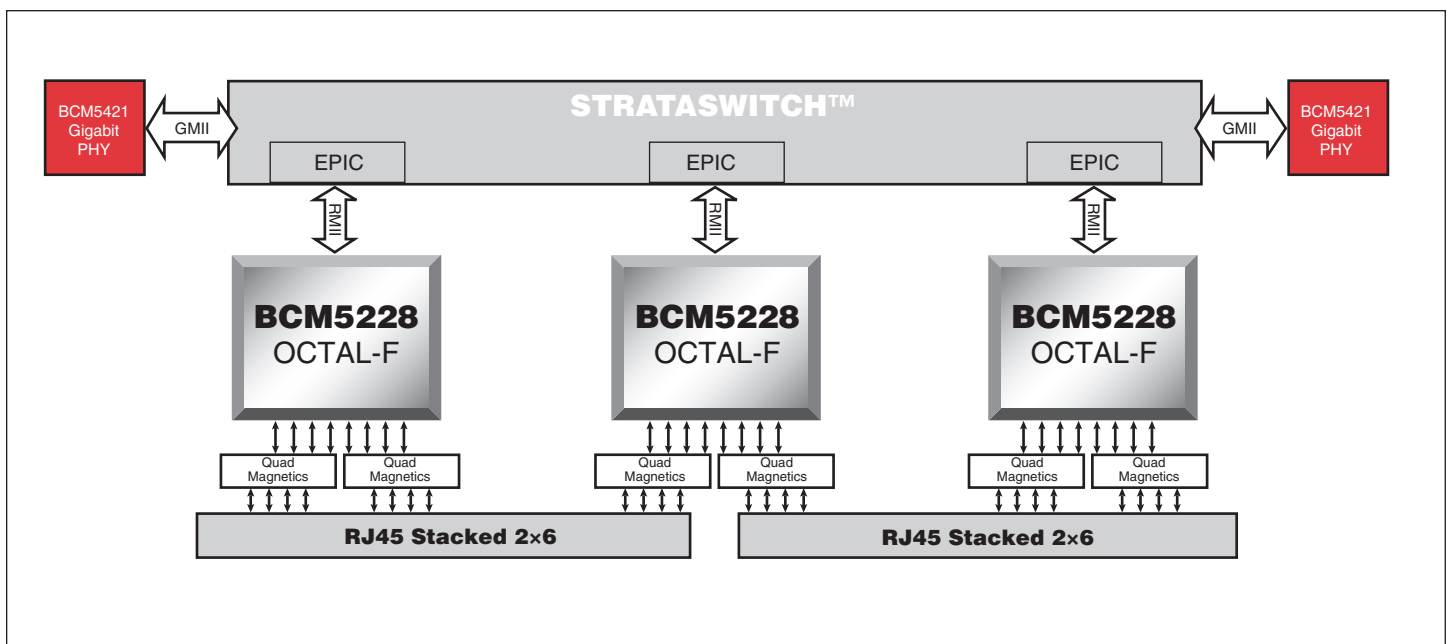 STRATASWITCH™
BCM5421
Gigabit
PHY
GMII
GMII
BCM5421
Gigabit
PHY
EPIC
EPIC
EPIC
RMII
RMII
RMII
BCM5228
OCTAL-F
BCM5228
OCTAL-F
BCM5228
OCTAL-F
Quad
Magnetics
Quad
Magnetics
Quad
Magnetics
Quad
Magnetics
Quad
Magnetics
Quad
Magnetics
RJ45 Stacked 2×6
RJ45 Stacked 2×6